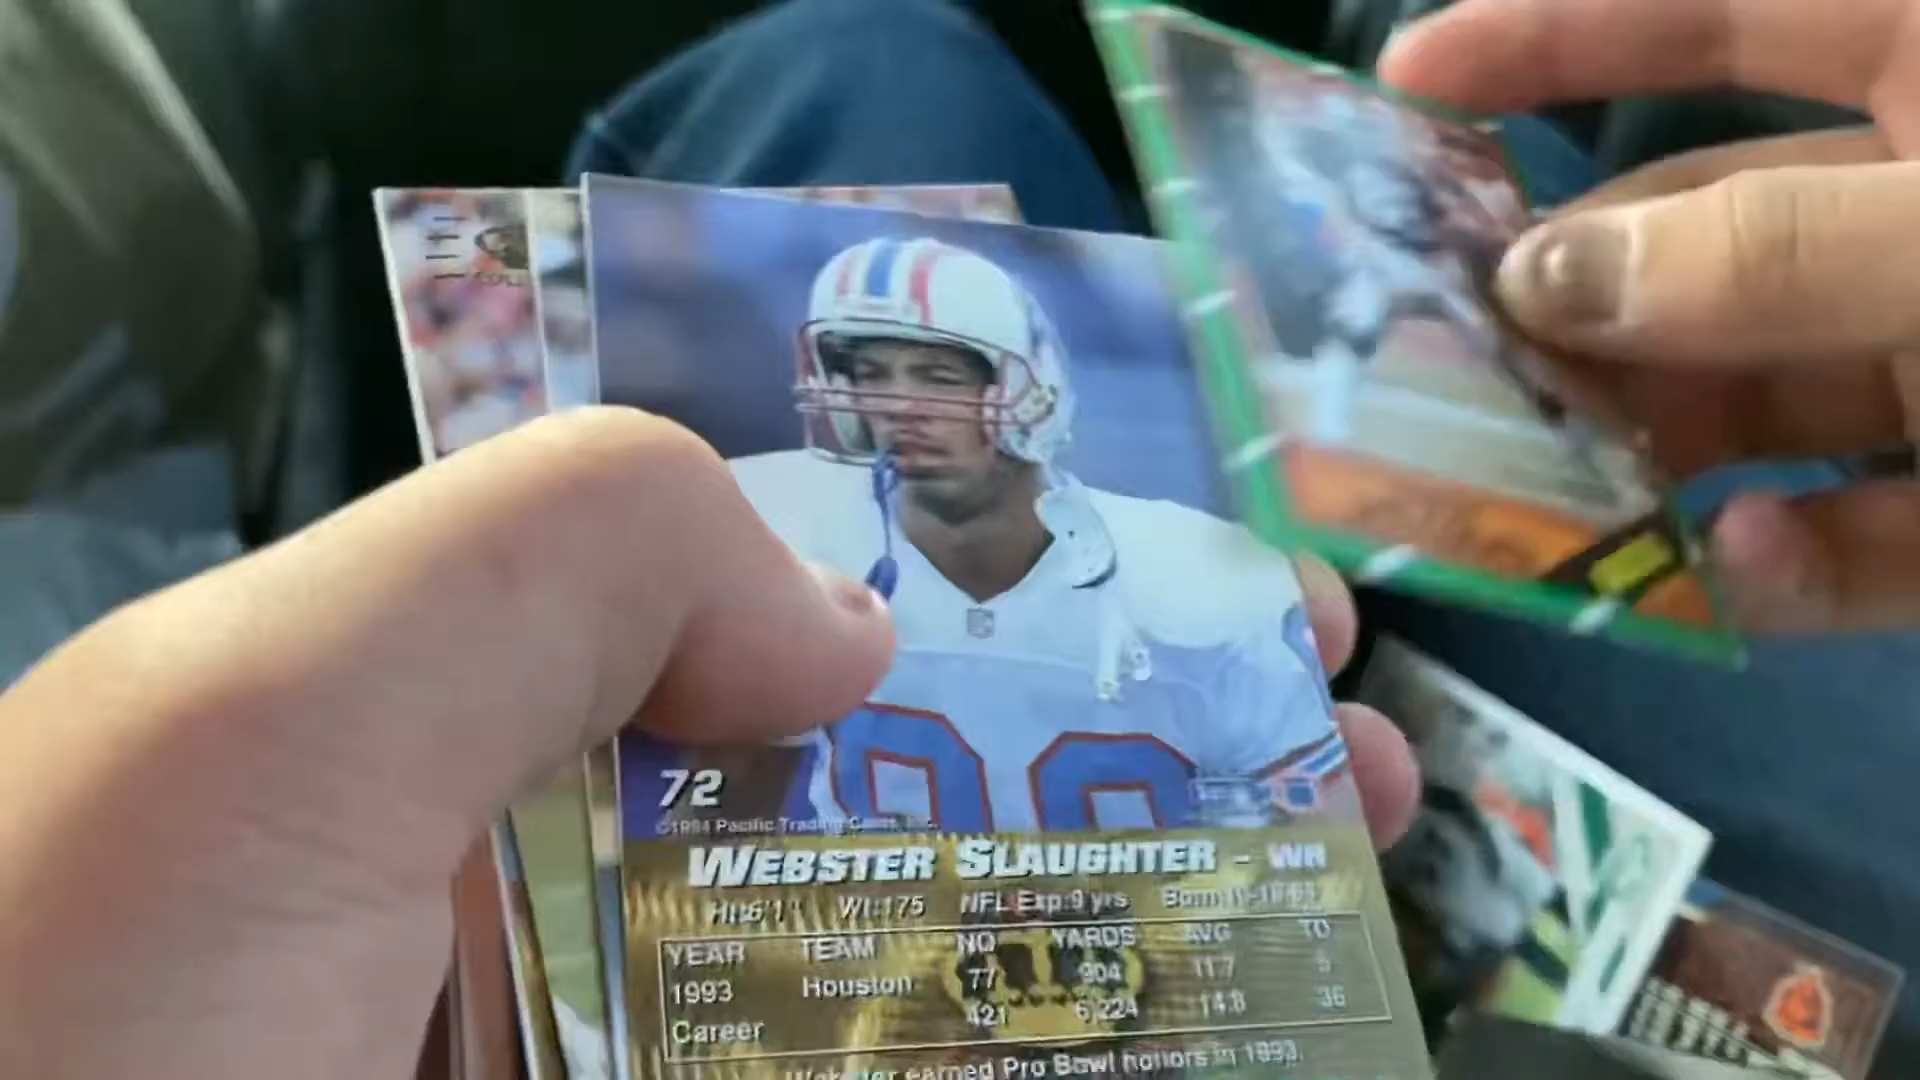 72
©1994 Pacific Trading Cards, Inc.
WEBSTER SLAUGHTER - WR
Ht:6'1" Wt:175 NFL Exp:9 yrs
YEAR TEAM NO YARDS AVG TD
1993 Houston 77 904 11.7 5
Career 421 6,224 14.8 36
Webster earned Pro Bowl honors in 1993.